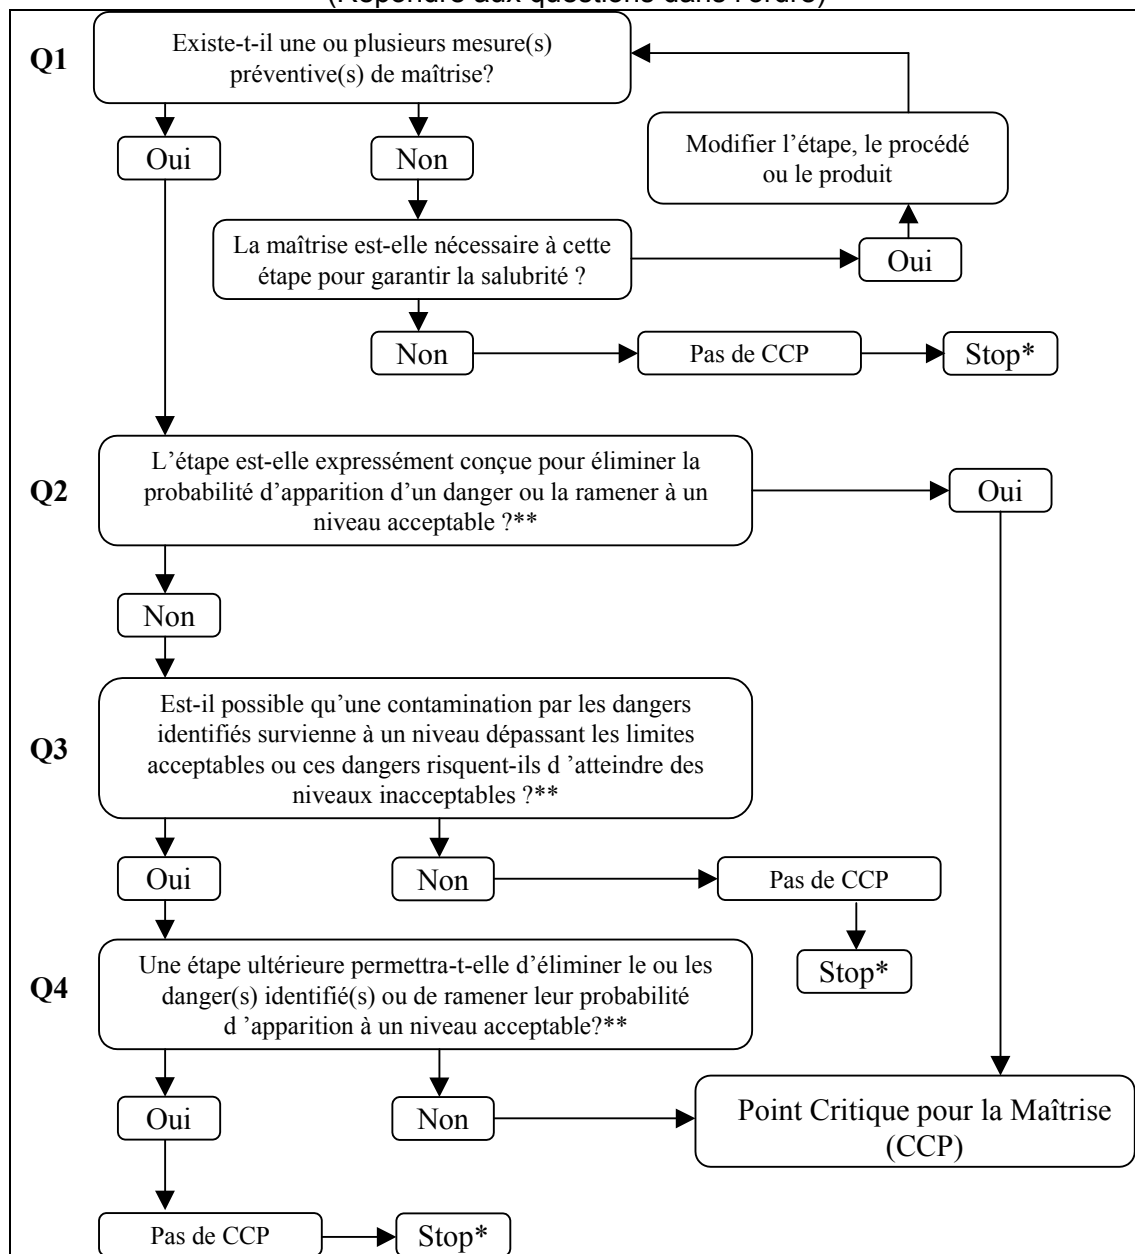 (Répondre aux questions dans l'ordre)
Q1
Existe-t-il une ou plusieurs mesure(s)
préventive(s) de maîtrise?
Oui
Non
Modifier l’étape, le procédé
ou le produit
La maîtrise est-elle nécessaire à cette
étape pour garantir la salubrité ?
Oui
Non
Pas de CCP
Stop*
Q2
L’étape est-elle expressément conçue pour éliminer la
probabilité d’apparition d’un danger ou la ramener à un
niveau acceptable ?**
Oui
Non
Q3
Est-il possible qu’une contamination par les dangers
identifiés survienne à un niveau dépassant les limites
acceptables ou ces dangers risquent-ils d ’atteindre des
niveaux inacceptables ?**
Oui
Non
Pas de CCP
Stop*
Q4
Une étape ultérieure permettra-t-elle d’éliminer le ou les
danger(s) identifié(s) ou de ramener leur probabilité
d ’apparition à un niveau acceptable?**
Oui
Non
Point Critique pour la Maîtrise
(CCP)
Pas de CCP
Stop*